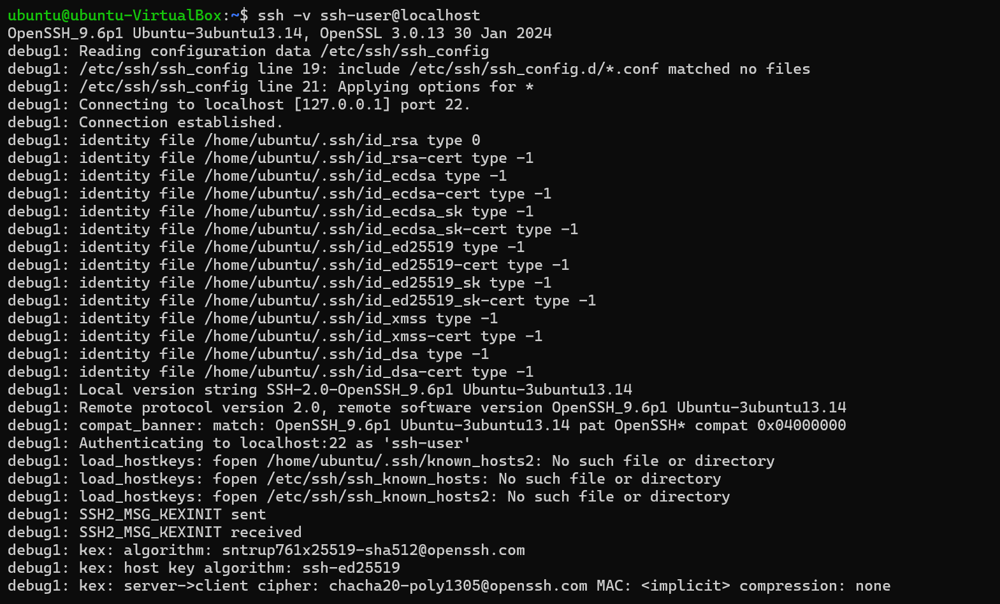 ubuntu@ubuntu-VirtualBox:~$ ssh -v ssh-user@localhost
OpenSSH_9.6p1 Ubuntu-3ubuntu13.14, OpenSSL 3.0.13 30 Jan 2024
debug1: Reading configuration data /etc/ssh/ssh_config
debug1: /etc/ssh/ssh_config line 19: include /etc/ssh/ssh_config.d/*.conf matched no files
debug1: /etc/ssh/ssh_config line 21: Applying options for *
debug1: Connecting to localhost [127.0.0.1] port 22.
debug1: Connection established.
debug1: identity file /home/ubuntu/.ssh/id_rsa type 0
debug1: identity file /home/ubuntu/.ssh/id_rsa-cert type -1
debug1: identity file /home/ubuntu/.ssh/id_ecdsa type -1
debug1: identity file /home/ubuntu/.ssh/id_ecdsa-cert type -1
debug1: identity file /home/ubuntu/.ssh/id_ecdsa_sk type -1
debug1: identity file /home/ubuntu/.ssh/id_ecdsa_sk-cert type -1
debug1: identity file /home/ubuntu/.ssh/id_ed25519 type -1
debug1: identity file /home/ubuntu/.ssh/id_ed25519-cert type -1
debug1: identity file /home/ubuntu/.ssh/id_ed25519_sk type -1
debug1: identity file /home/ubuntu/.ssh/id_ed25519_sk-cert type -1
debug1: identity file /home/ubuntu/.ssh/id_xmss type -1
debug1: identity file /home/ubuntu/.ssh/id_xmss-cert type -1
debug1: identity file /home/ubuntu/.ssh/id_dsa type -1
debug1: identity file /home/ubuntu/.ssh/id_dsa-cert type -1
debug1: Local version string SSH-2.0-OpenSSH_9.6p1 Ubuntu-3ubuntu13.14
debug1: Remote protocol version 2.0, remote software version OpenSSH_9.6p1 Ubuntu-3ubuntu13.14
debug1: compat_banner: match: OpenSSH_9.6p1 Ubuntu-3ubuntu13.14 pat OpenSSH* compat 0x04000000
debug1: Authenticating to localhost:22 as 'ssh-user'
debug1: load_hostkeys: fopen /home/ubuntu/.ssh/known_hosts2: No such file or directory
debug1: load_hostkeys: fopen /etc/ssh/ssh_known_hosts: No such file or directory
debug1: load_hostkeys: fopen /etc/ssh/ssh_known_hosts2: No such file or directory
debug1: SSH2_MSG_KEXINIT sent
debug1: SSH2_MSG_KEXINIT received
debug1: kex: algorithm: sntrup761x25519-sha512@openssh.com
debug1: kex: host key algorithm: ssh-ed25519
debug1: kex: server->client cipher: chacha20-poly1305@openssh.com MAC: <implicit> compression: none